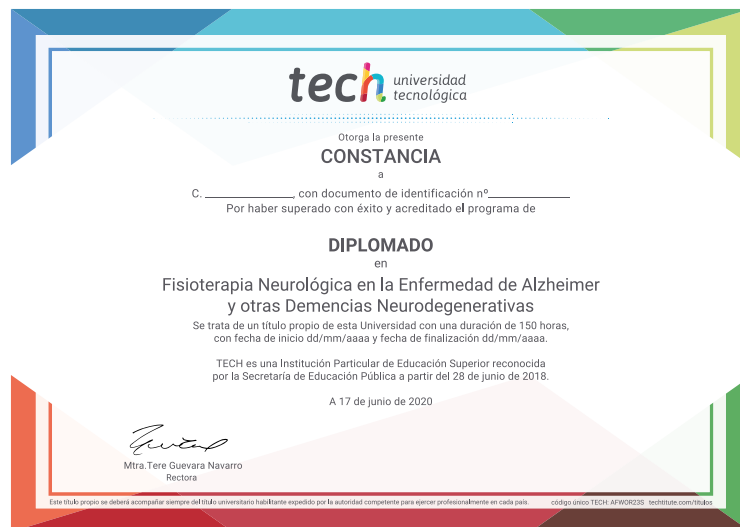 tech universidad
tecnológica
Otorga la presente
CONSTANCIA
a
C. ________________, con documento de identificación nº________________
Por haber superado con éxito y acreditado el programa de
DIPLOMADO
en
Fisioterapia Neurológica en la Enfermedad de Alzheimer
y otras Demencias Neurodegenerativas
Se trata de un título propio de esta Universidad con una duración de 150 horas,
con fecha de inicio dd/mm/aaaa y fecha de finalización dd/mm/aaaa.
TECH es una Institución Particular de Educación Superior reconocida
por la Secretaría de Educación Pública a partir del 28 de junio de 2018.
A 17 de junio de 2020
Mtra.Tere Guevara Navarro
Rectora
Este título propio se deberá acompañar siempre del título universitario habilitante expedido por la autoridad competente para ejercer profesionalmente en cada país. código único TECH: AFWOR23S techtitute.com/títulos